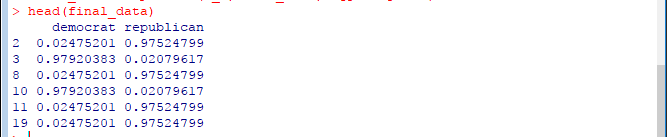 > head(final_data)
democrat republican
2 0.02475201 0.97524799
3 0.97920383 0.02079617
8 0.02475201 0.97524799
10 0.97920383 0.02079617
11 0.02475201 0.97524799
19 0.02475201 0.97524799
>